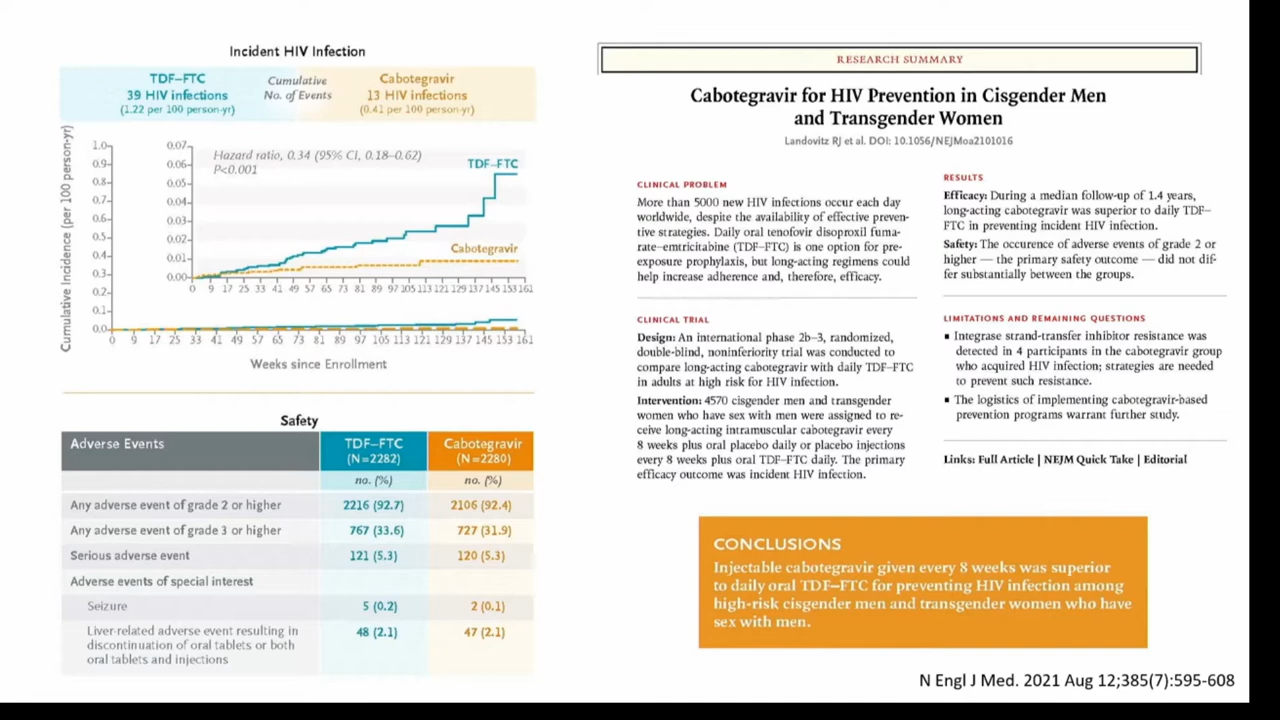 Incident HIV Infection
TDF–FTC
39 HIV infections
(1.22 per 100 person-yr)
Cumulative
No. of Events
Cabotegravir
13 HIV infections
(0.41 per 100 person-yr)
Cumulative Incidence (per 100 person-yr)
1.0
0.9
0.8
0.7
0.6
0.5
0.4
0.3
0.2
0.1
0.0
0.07
0.06
0.05
0.04
0.03
0.02
0.01
0.00
Hazard ratio, 0.34 (95% CI, 0.18–0.62)
P<0.001
TDF–FTC
Cabotegravir
0 9 17 25 33 41 49 57 65 73 81 89 97 105 113 121 129 137 145 153 161
0 9 17 25 33 41 49 57 65 73 81 89 97 105 113 121 129 137 145 153 161
Weeks since Enrollment
Safety
Adverse Events
TDF–FTC
(N=2282)
Cabotegravir
(N=2280)
no. (%) no. (%)
Any adverse event of grade 2 or higher 2216 (92.7) 2106 (92.4)
Any adverse event of grade 3 or higher 767 (33.6) 727 (31.9)
Serious adverse event 121 (5.3) 120 (5.3)
Adverse events of special interest
Seizure 5 (0.2) 2 (0.1)
Liver-related adverse event resulting in 48 (2.1) 47 (2.1)
discontinuation of oral tablets or both
oral tablets and injections
RESEARCH SUMMARY
Cabotegravir for HIV Prevention in Cisgender Men
and Transgender Women
Landovitz RJ et al. DOI: 10.1056/NEJMoa2101016
CLINICAL PROBLEM
More than 5000 new HIV infections occur each day
worldwide, despite the availability of effective preven-
tive strategies. Daily oral tenofovir disoproxil fuma-
rate–emtricitabine (TDF–FTC) is one option for pre-
exposure prophylaxis, but long-acting regimens could
help increase adherence and, therefore, efficacy.
CLINICAL TRIAL
Design: An international phase 2b–3, randomized,
double-blind, noninferiority trial was conducted to
compare long-acting cabotegravir with daily TDF–FTC
in adults at high risk for HIV infection.
Intervention: 4570 cisgender men and transgender
women who have sex with men were assigned to re-
ceive long-acting intramuscular cabotegravir every
8 weeks plus oral placebo daily or placebo injections
every 8 weeks plus oral TDF–FTC daily. The primary
efficacy outcome was incident HIV infection.
RESULTS
Efficacy: During a median follow-up of 1.4 years,
long-acting cabotegravir was superior to daily TDF–
FTC in preventing incident HIV infection.
Safety: The occurence of adverse events of grade 2 or
higher — the primary safety outcome — did not dif-
fer substantially between the groups.
LIMITATIONS AND REMAINING QUESTIONS
▪ Integrase strand-transfer inhibitor resistance was
detected in 4 participants in the cabotegravir group
who acquired HIV infection; strategies are needed
to prevent such resistance.
▪ The logistics of implementing cabotegravir-based
prevention programs warrant further study.
Links: Full Article | NEJM Quick Take | Editorial
CONCLUSIONS
Injectable cabotegravir given every 8 weeks was superior
to daily oral TDF–FTC for preventing HIV infection among
high-risk cisgender men and transgender women who have
sex with men.
N Engl J Med. 2021 Aug 12;385(7):595-608